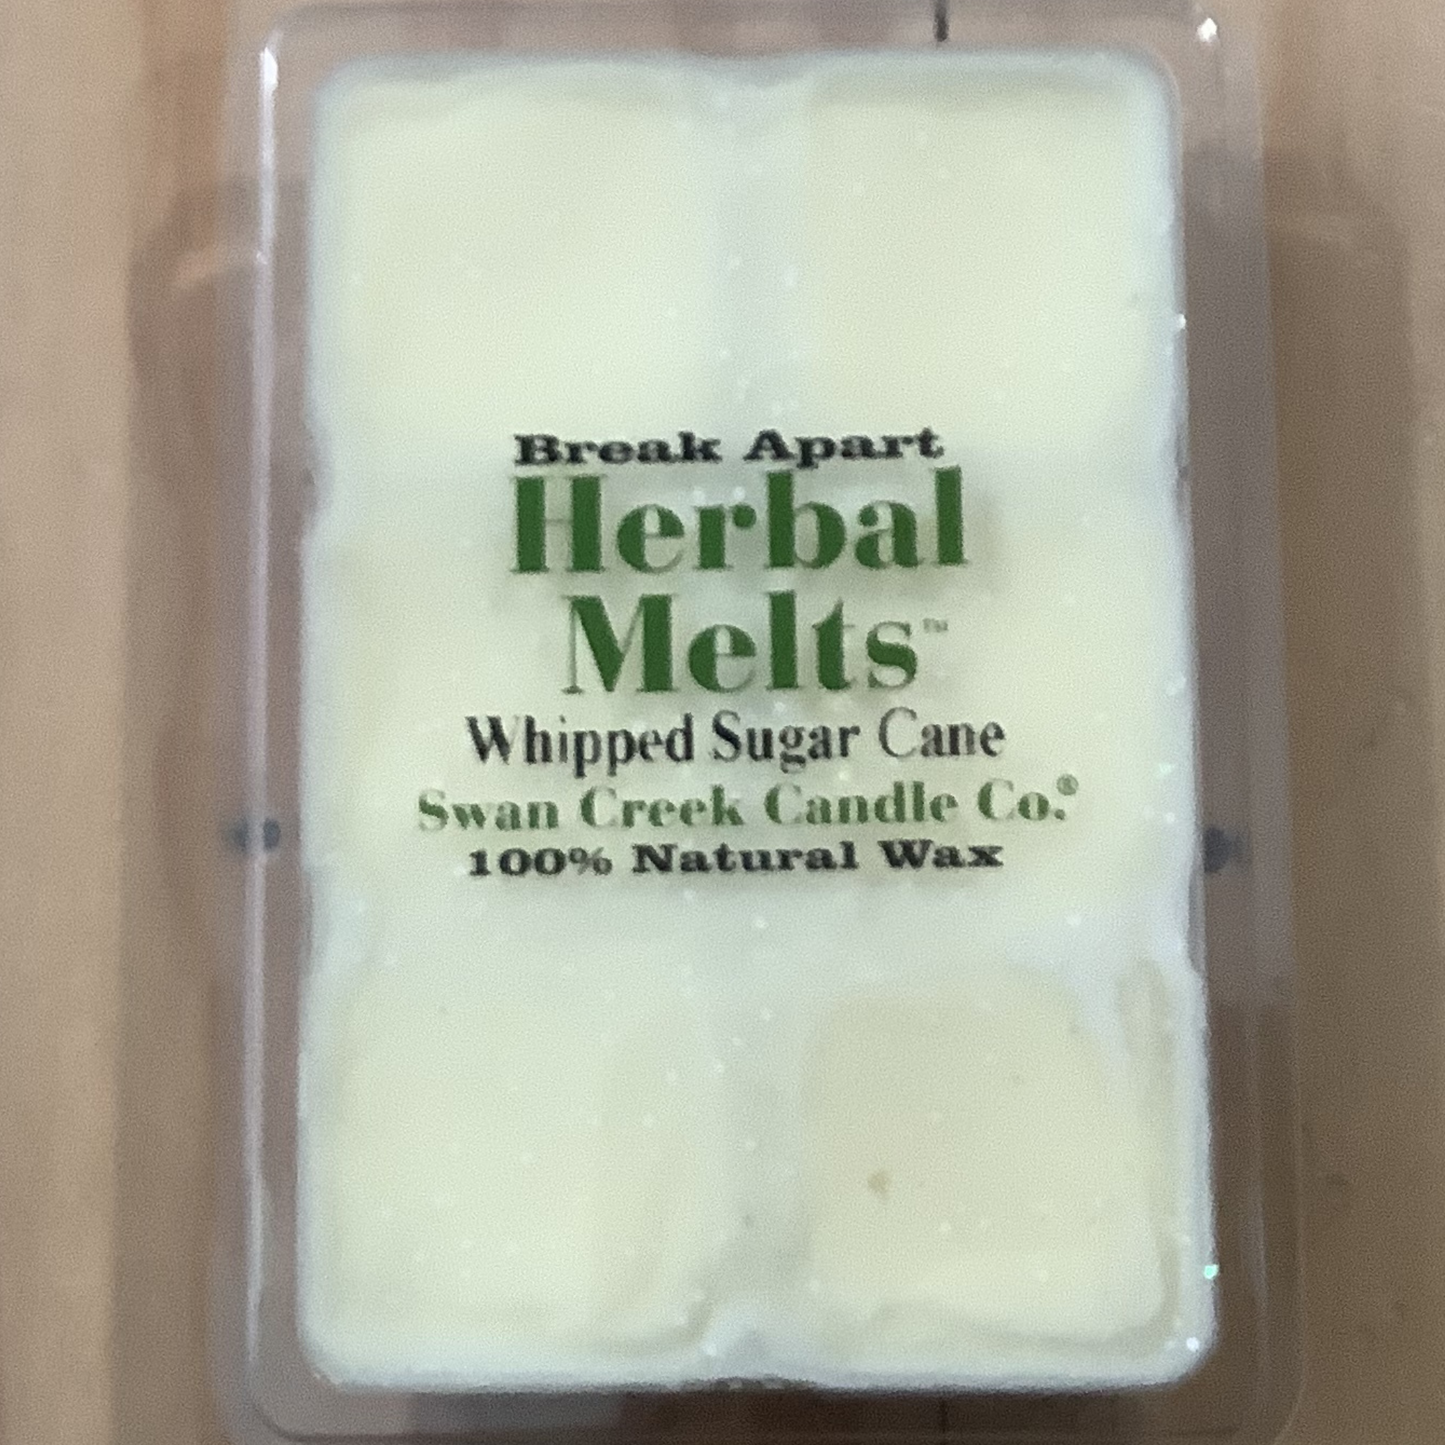 Break Apart
Herbal
Melts™
Whipped Sugar Cane
Swan Creek Candle Co.®
100% Natural Wax